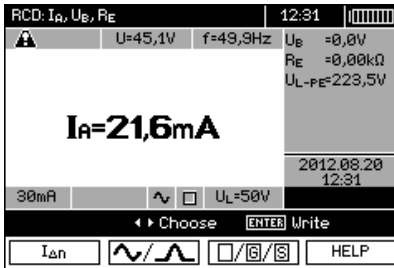 RCD: IA, UB, RE 12:31
U=45,1V f=49,9Hz
UB =0,0V
RE =0,00kΩ
UL-PE=223,5V
IA=21,6mA
2012.08.20
12:31
30mA UL=50V
Choose ENTER Write
IΔn / □/G/S HELP